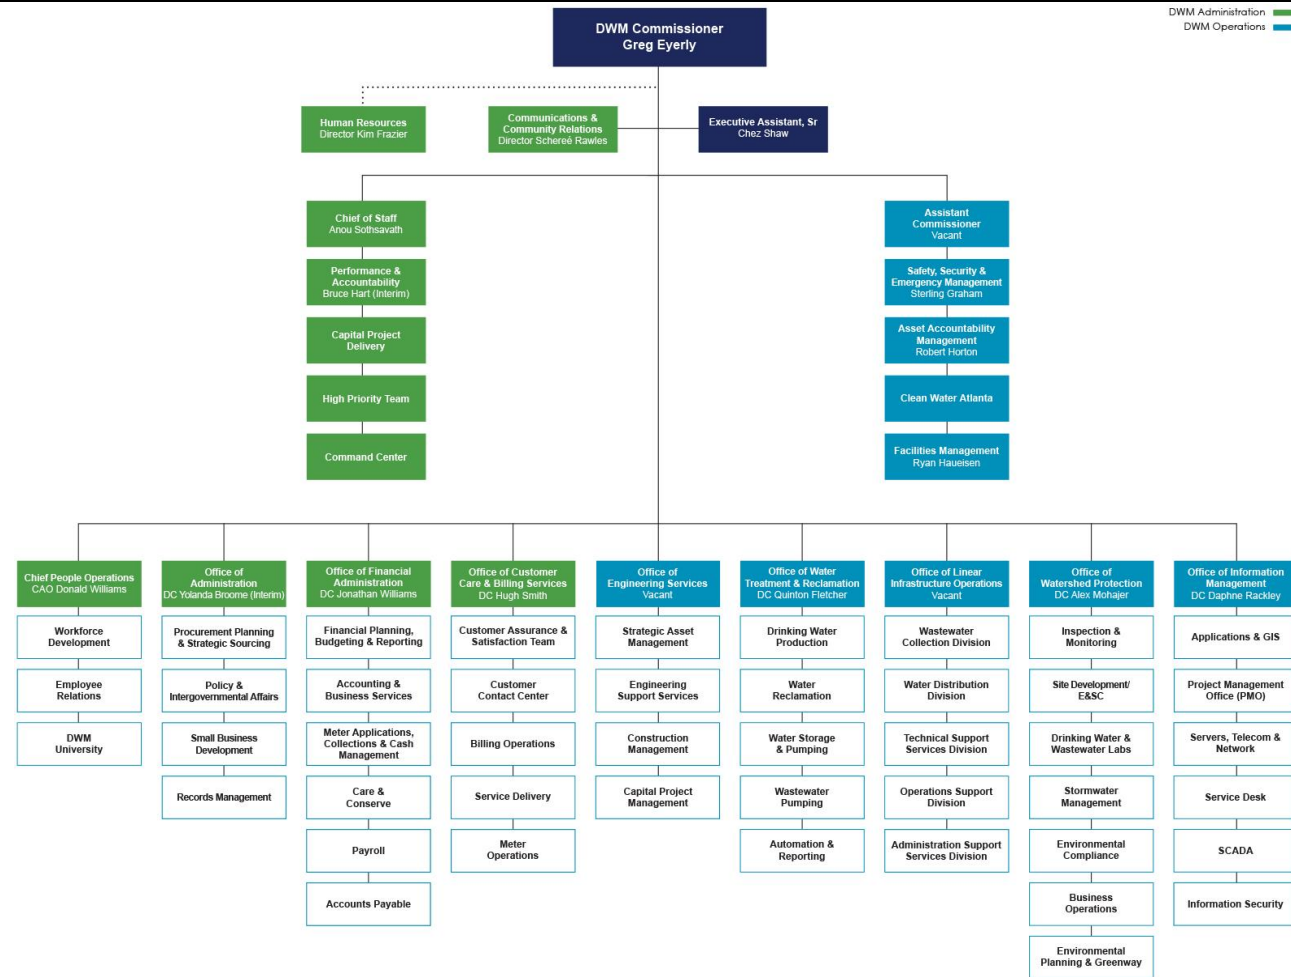 DWM Administration
DWM Operations
DWM Commissioner
Greg Eyerly
Human Resources
Director Kim Frazier
Communications &
Community Relations
Director Schereé Rawles
Executive Assistant, Sr
Chez Shaw
Chief of Staff
Anou Sothsavath
Performance &
Accountability
Bruce Hart (Interim)
Capital Project
Delivery
High Priority Team
Command Center
Assistant
Commissioner
Vacant
Safety, Security &
Emergency Management
Sterling Graham
Asset Accountability
Management
Robert Horton
Clean Water Atlanta
Facilities Management
Ryan Haueisen
Chief People Operations
CAO Donald Williams
Workforce
Development
Employee
Relations
DWM
University
Office of
Administration
DC Yolanda Broome (Interim)
Procurement Planning
& Strategic Sourcing
Policy &
Intergovernmental Affairs
Small Business
Development
Records Management
Office of Financial
Administration
DC Jonathan Williams
Financial Planning,
Budgeting & Reporting
Accounting &
Business Services
Meter Applications,
Collections & Cash
Management
Care &
Conserve
Payroll
Accounts Payable
Office of Customer
Care & Billing Services
DC Hugh Smith
Customer Assurance &
Satisfaction Team
Customer
Contact Center
Billing Operations
Service Delivery
Meter
Operations
Office of
Engineering Services
Vacant
Strategic Asset
Management
Engineering
Support Services
Construction
Management
Capital Project
Management
Office of Water
Treatment & Reclamation
DC Quinton Fletcher
Drinking Water
Production
Water
Reclamation
Water Storage
& Pumping
Wastewater
Pumping
Automation &
Reporting
Office of Linear
Infrastructure Operations
Vacant
Wastewater
Collection Division
Water Distribution
Division
Technical Support
Services Division
Operations Support
Division
Administration Support
Services Division
Office of
Watershed Protection
DC Alex Mohajer
Inspection &
Monitoring
Site Development/
E&SC
Drinking Water &
Wastewater Labs
Stormwater
Management
Environmental
Compliance
Business
Operations
Environmental
Planning & Greenway
Office of Information
Management
DC Daphne Rackley
Applications & GIS
Project Management
Office (PMO)
Servers, Telecom &
Network
Service Desk
SCADA
Information Security